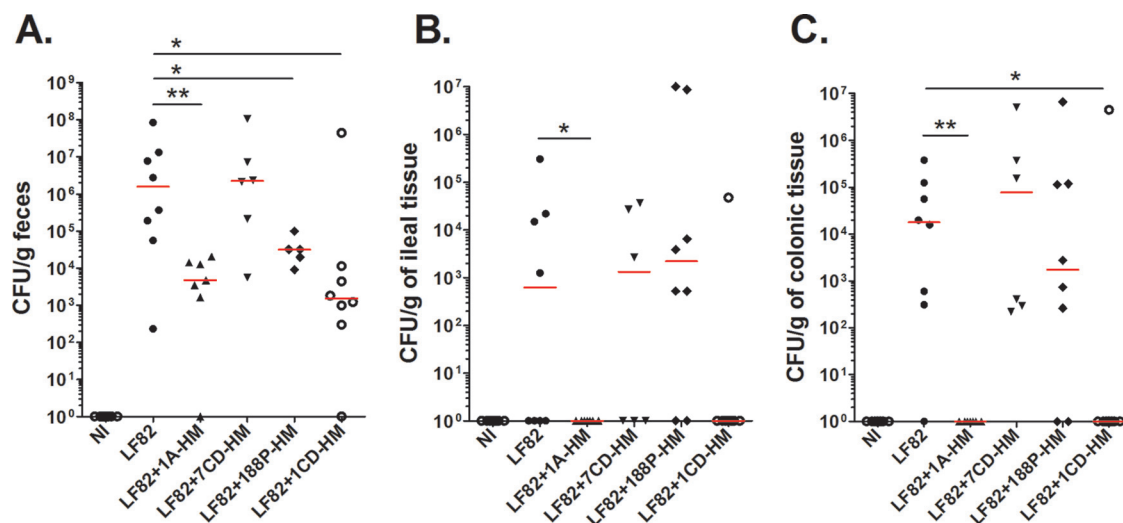 A.
*
*
**
CFU/g feces
10⁹
10⁸
10⁷
10⁶
10⁵
10⁴
10³
10²
10¹
10⁰
NI
LF82
LF82+1A-HM
LF82+7CD-HM
LF82+188P-HM
LF82+1CD-HM
B.
*
CFU/g of ileal tissue
10⁷
10⁶
10⁵
10⁴
10³
10²
10¹
10⁰
NI
LF82
LF82+1A-HM
LF82+7CD-HM
LF82+188P-HM
LF82+1CD-HM
C.
*
**
CFU/g of colonic tissue
10⁷
10⁶
10⁵
10⁴
10³
10²
10¹
10⁰
NI
LF82
LF82+1A-HM
LF82+7CD-HM
LF82+188P-HM
LF82+1CD-HM